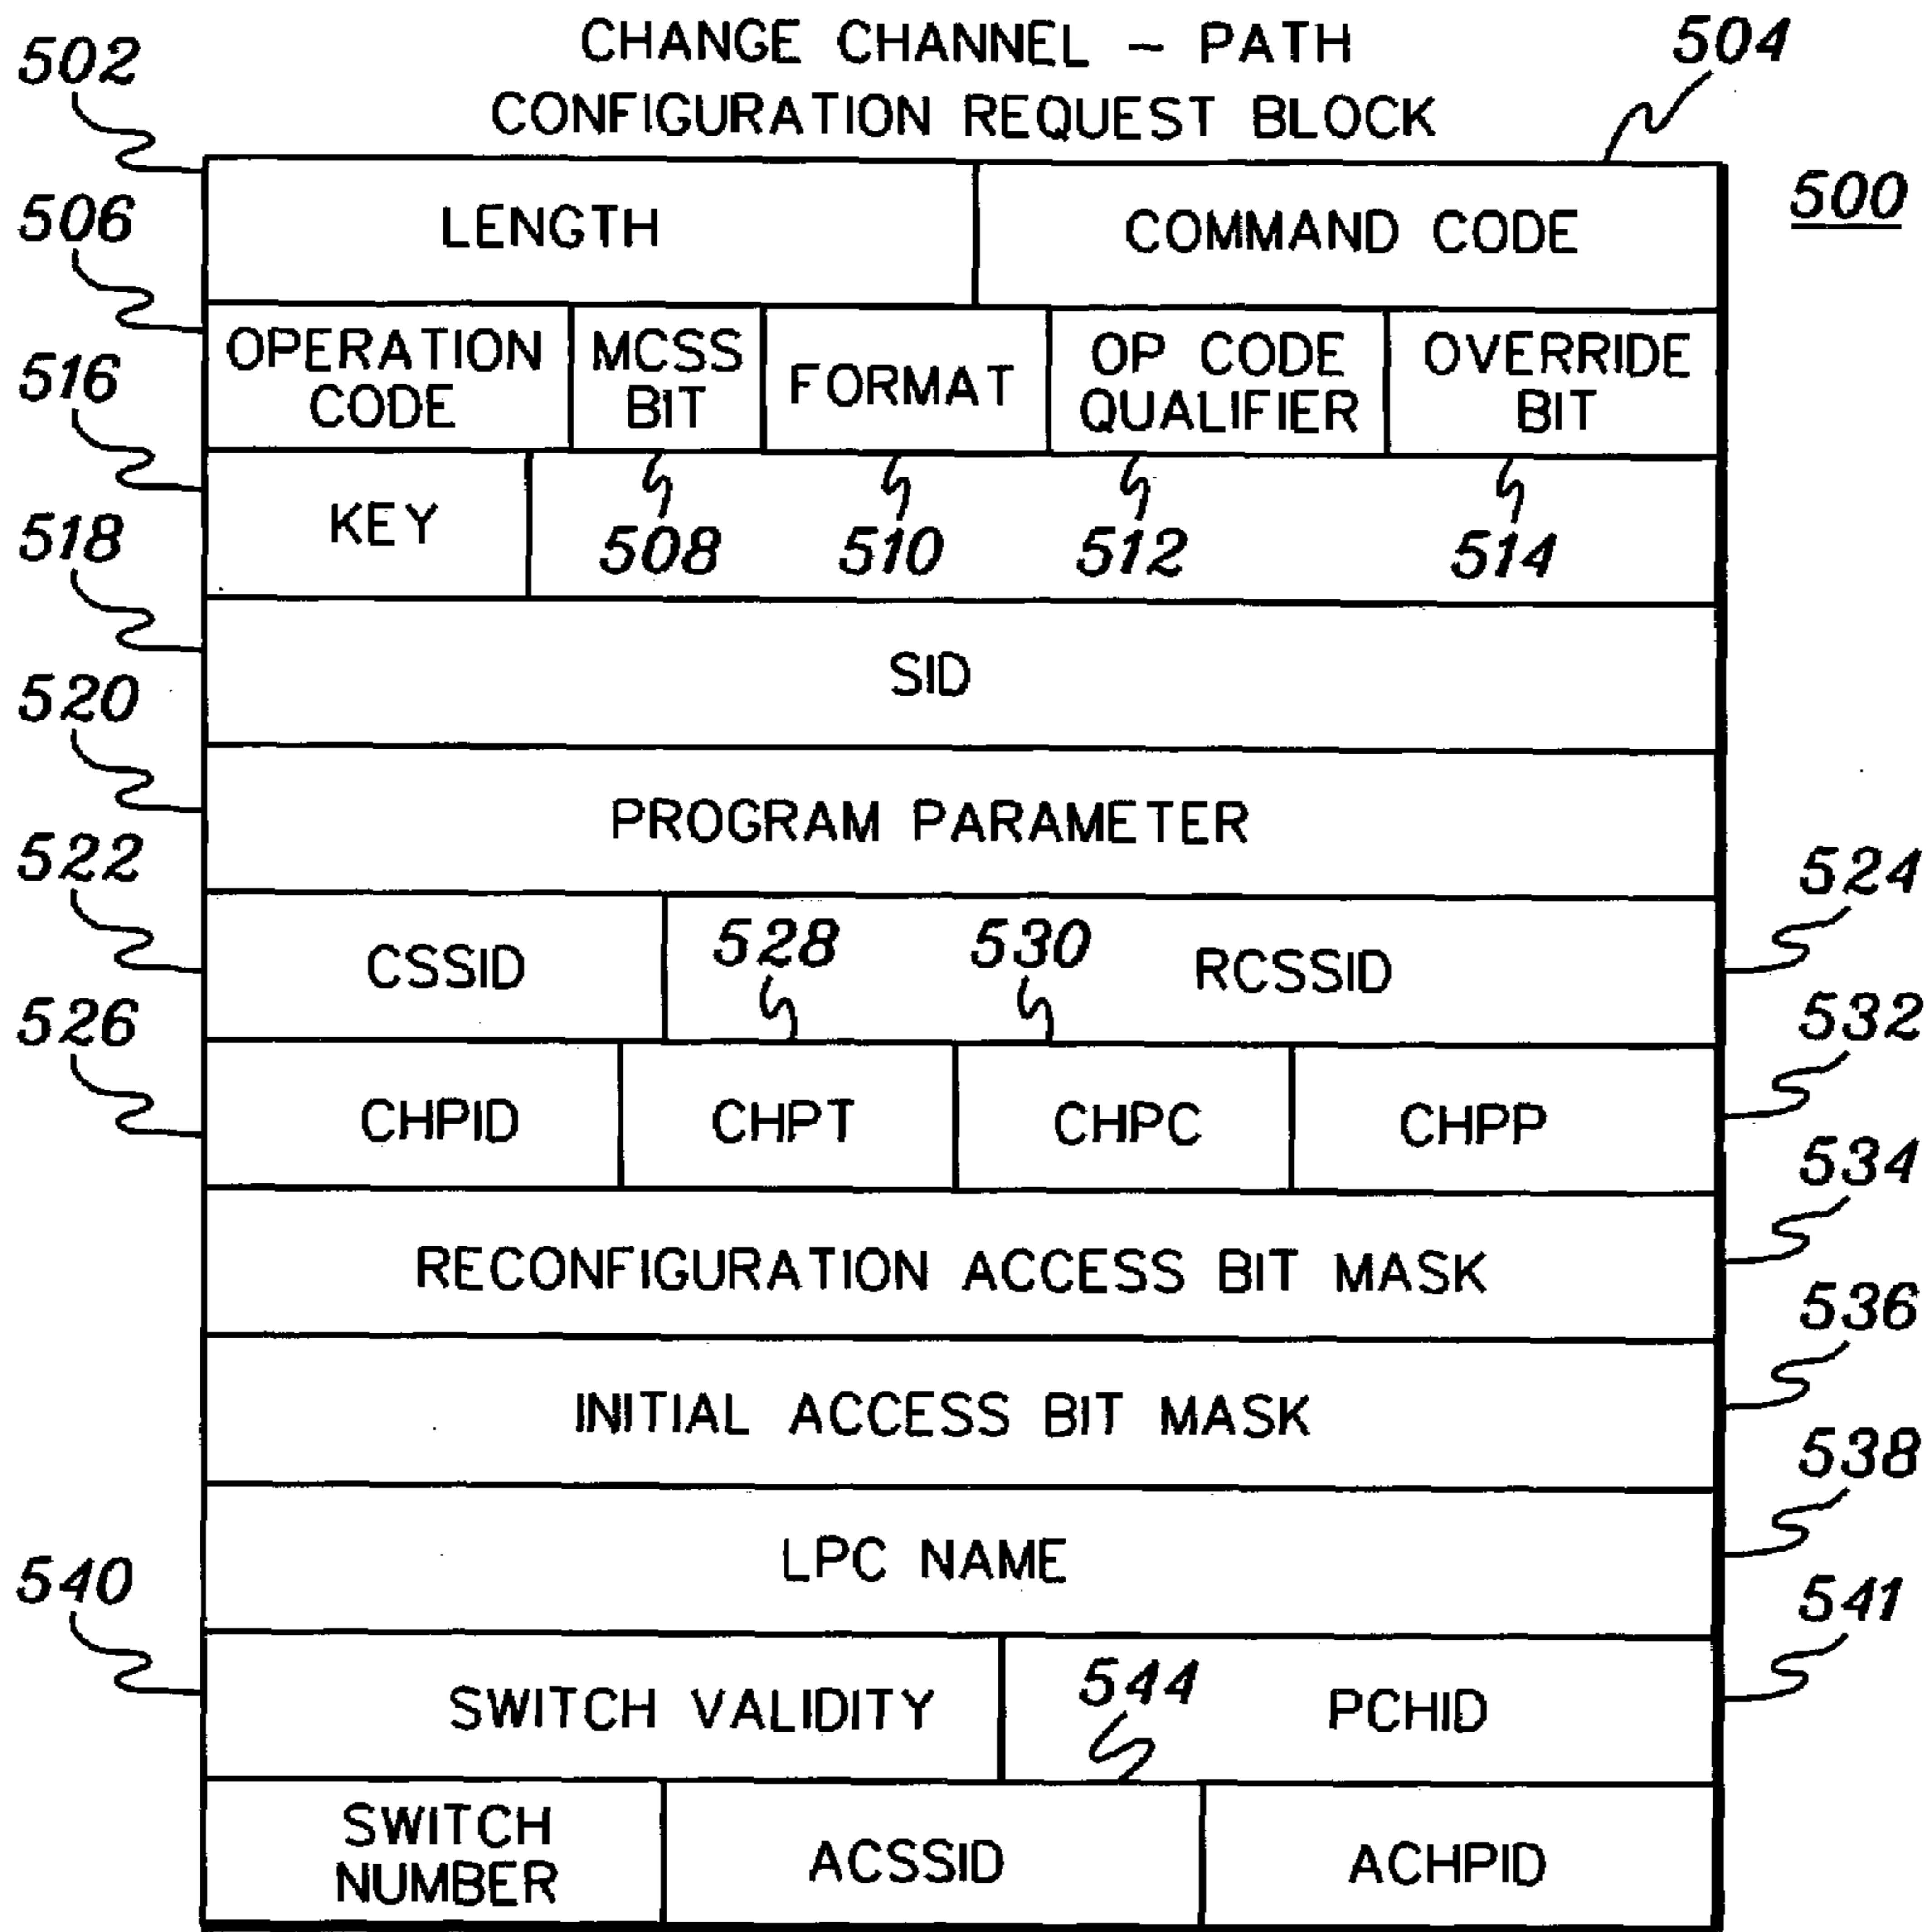 CHANGE CHANNEL – PATH
CONFIGURATION REQUEST BLOCK
502
504
500
LENGTH
COMMAND CODE
506
OPERATION
CODE
MCSS
BIT
FORMAT
OP CODE
QUALIFIER
OVERRIDE
BIT
516
KEY
508
510
512
514
518
SID
520
PROGRAM PARAMETER
522
CSSID
528
530
RCSSID
524
526
CHPID
CHPT
CHPC
CHPP
532
534
RECONFIGURATION ACCESS BIT MASK
536
INITIAL ACCESS BIT MASK
538
LPC NAME
540
541
SWITCH VALIDITY
544
PCHID
SWITCH
NUMBER
ACSSID
ACHPID